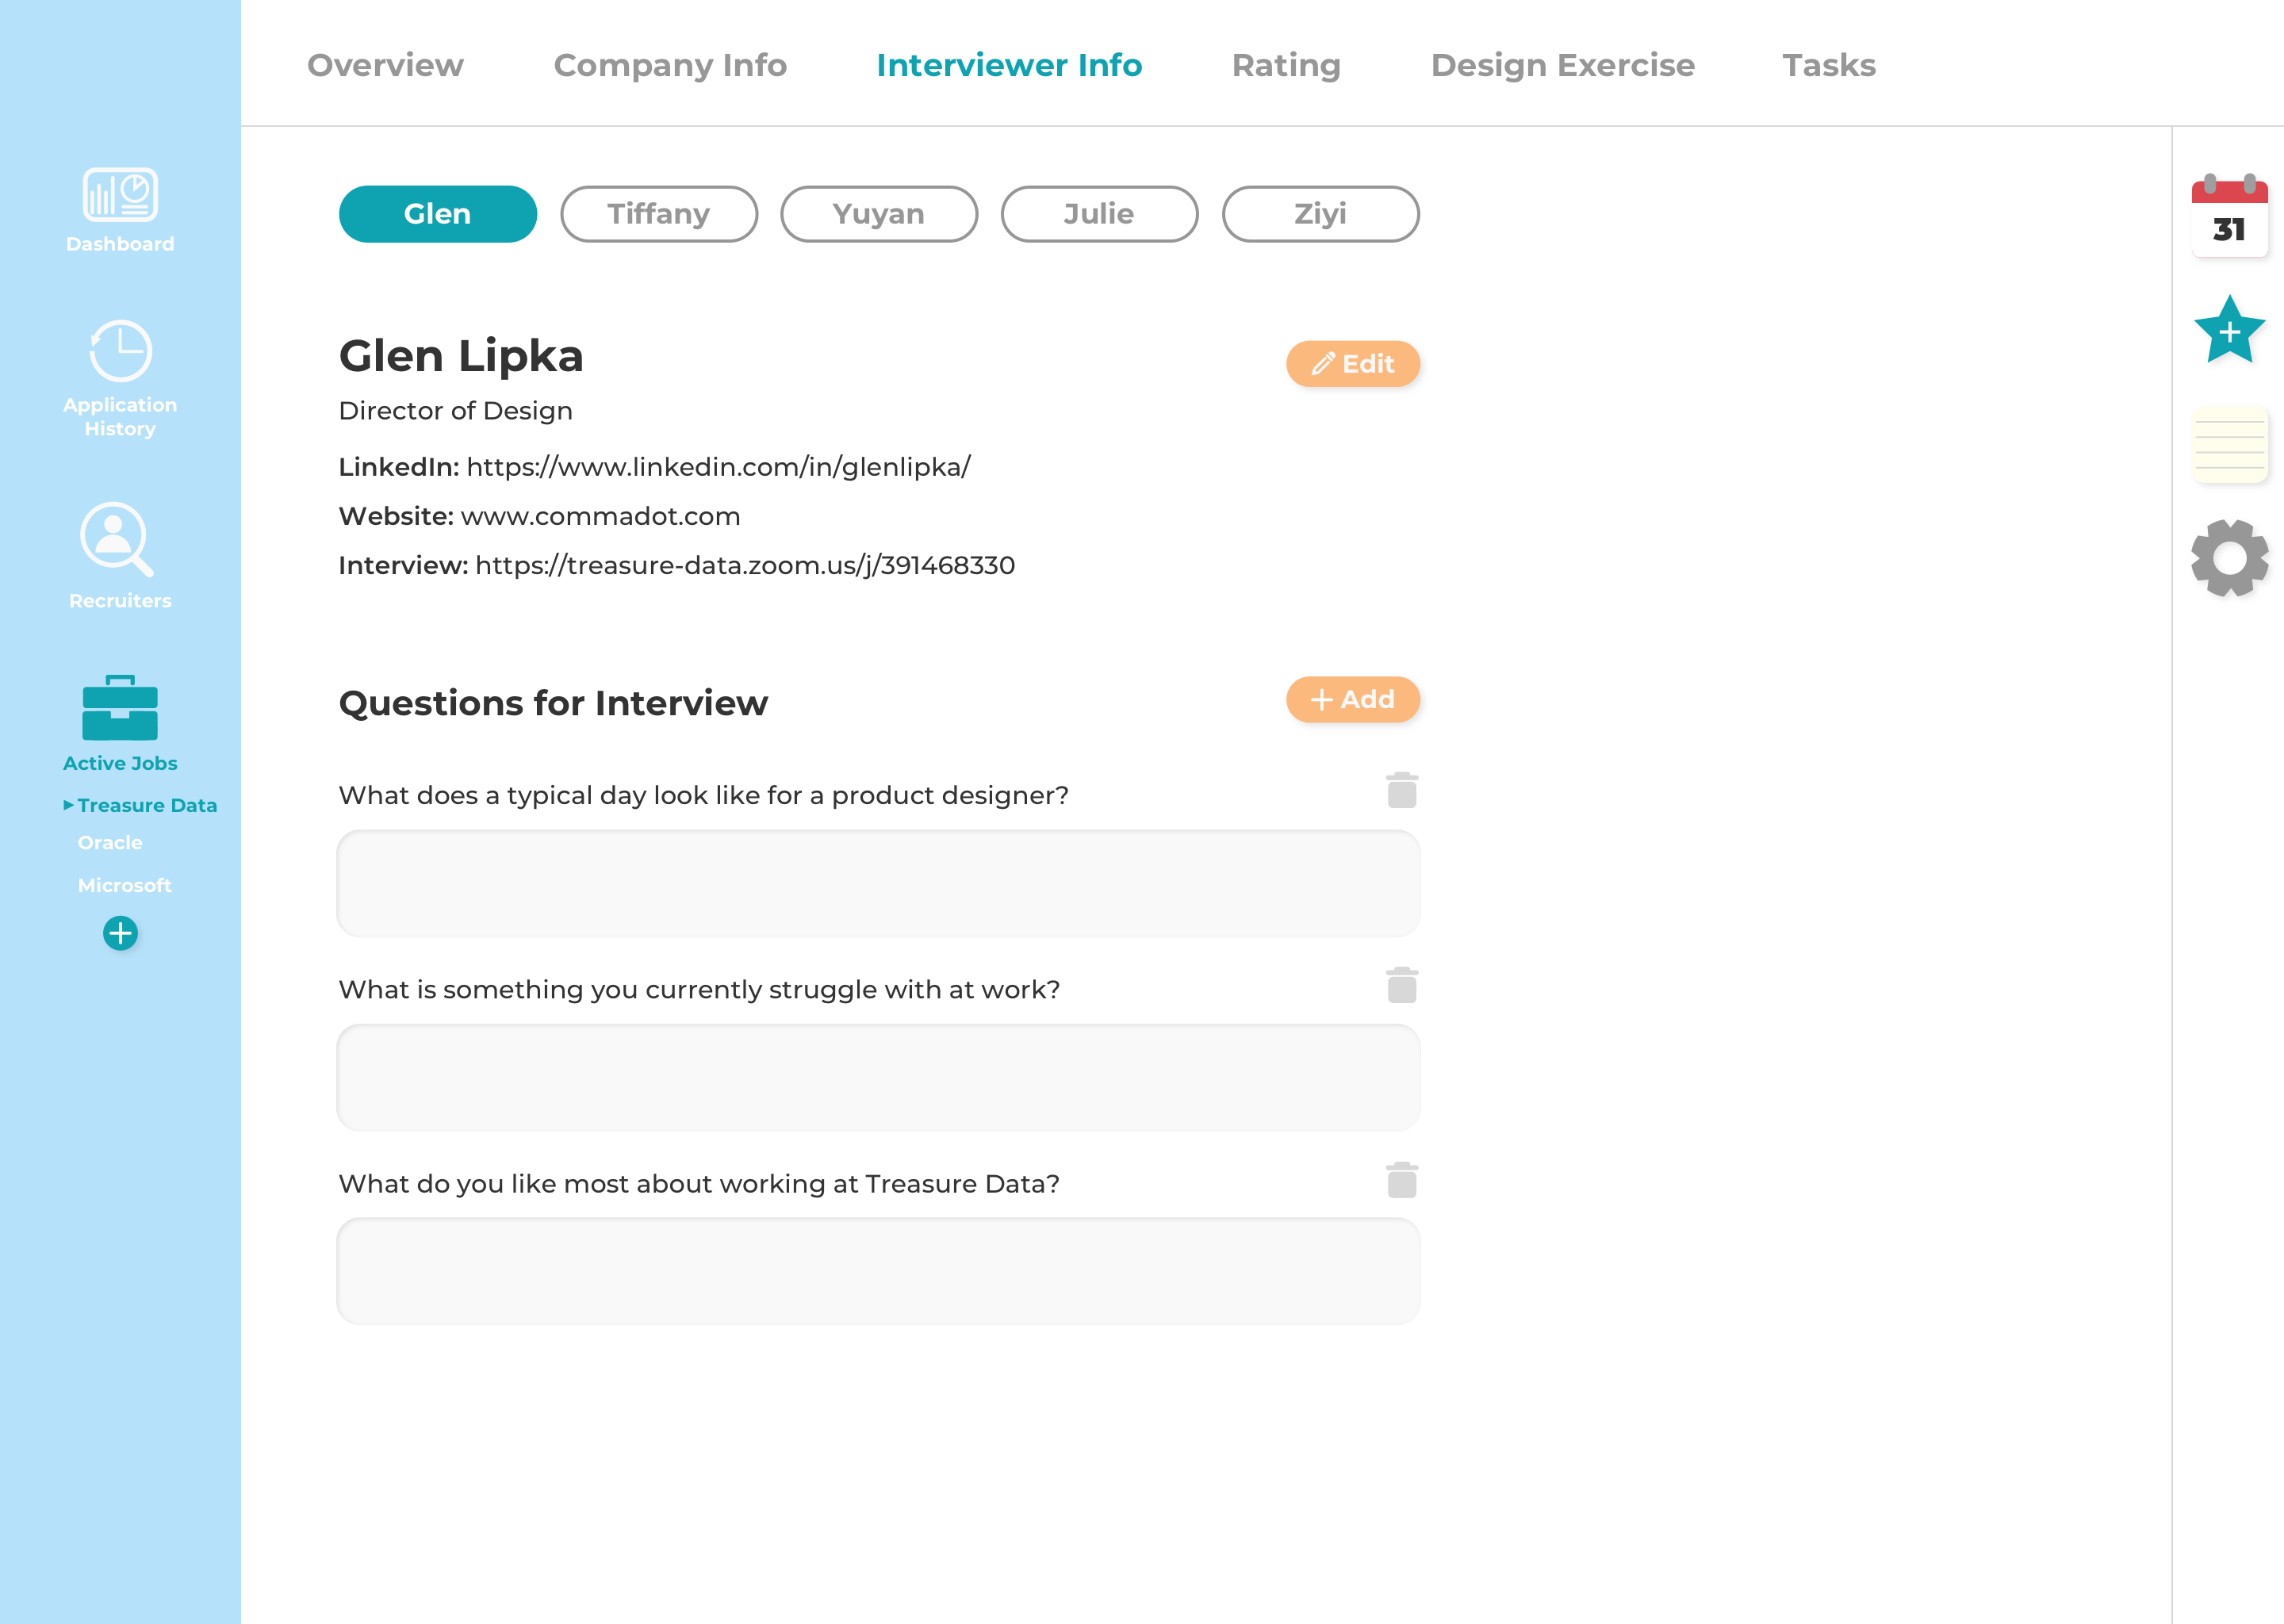 Overview Company Info Interviewer Info Rating Design Exercise Tasks
Dashboard
Application
History
Recruiters
Active Jobs
▸ Treasure Data
Oracle
Microsoft
Glen Tiffany Yuyan Julie Ziyi
Glen Lipka
Edit
Director of Design
LinkedIn: https://www.linkedin.com/in/glenlipka/
Website: www.commadot.com
Interview: https://treasure-data.zoom.us/j/391468330
Questions for Interview
+ Add
What does a typical day look like for a product designer?
What is something you currently struggle with at work?
What do you like most about working at Treasure Data?
31